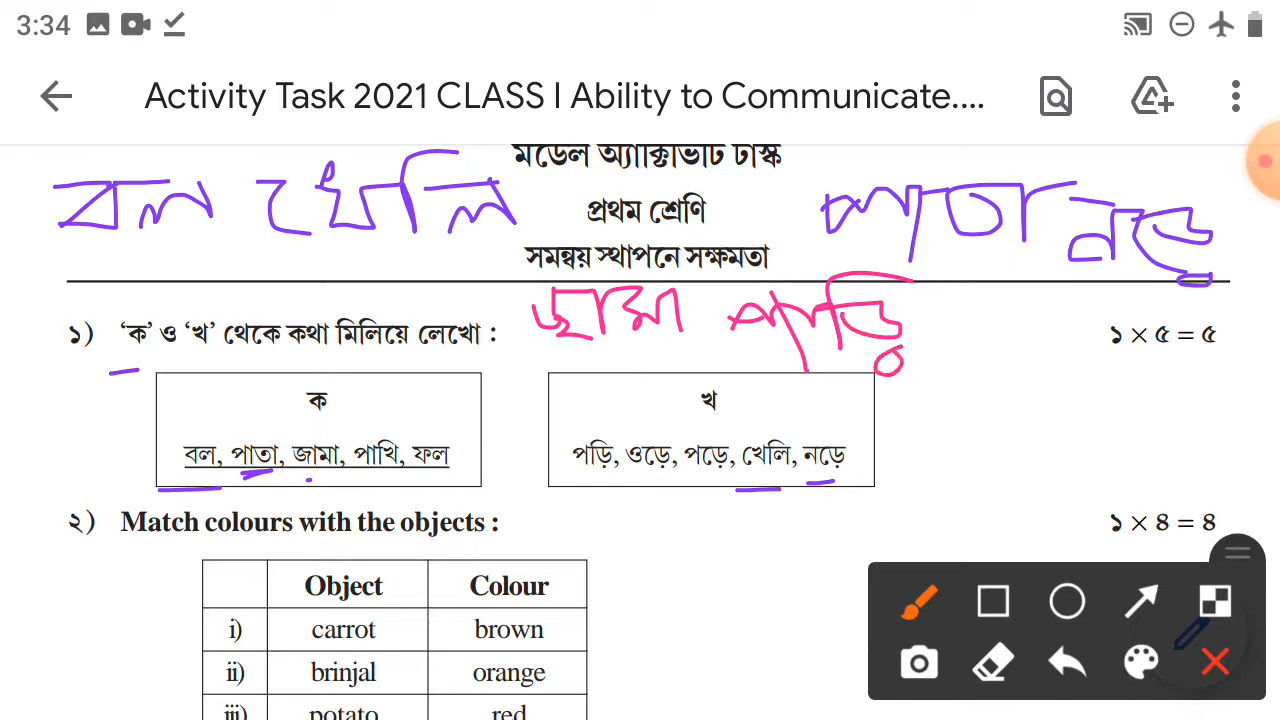 3:34
Activity Task 2021 CLASS I Ability to Communicate....
মডেল অ্যাক্টিভিটি টাস্ক
বল খেলি পাতা নড়ে
প্রথম শ্রেণি
সমন্বয় স্থাপনে সক্ষমতা
জামা পড়ি
১) ‘ক’ ও ‘খ’ থেকে কথা মিলিয়ে লেখো : ১ × ৫ = ৫
ক খ
বল, পাতা, জামা, পাখি, ফল পড়ি, ওড়ে, পড়ে, খেলি, নড়ে
২) Match colours with the objects : ১ × 8 = 8
Object Colour
i) carrot brown
ii) brinjal orange
iii) potato red